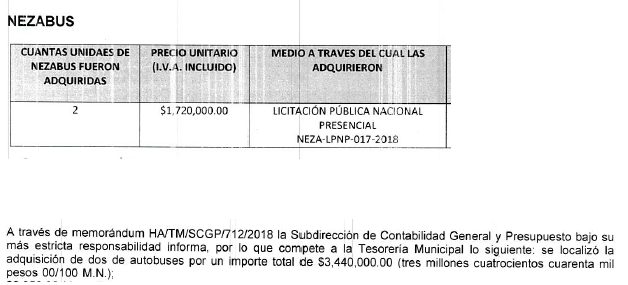 NEZABUS
CUANTAS UNIDAES DE NEZABUS FUERON ADQUIRIDAS
PRECIO UNITARIO (I.V.A. INCLUIDO)
MEDIO A TRAVES DEL CUAL LAS ADQUIRIERON
2
$1,720,000.00
LICITACIÓN PÚBLICA NACIONAL
PRESENCIAL
NEZA-LPNP-017-2018
A través de memorándum HA/TM/SCGP/712/2018 la Subdirección de Contabilidad General y Presupuesto bajo su
más estricta responsabilidad informa, por lo que compete a la Tesorería Municipal lo siguiente: se localizó la
adquisición de dos de autobuses por un importe total de $3,440,000.00 (tres millones cuatrocientos cuarenta mil
pesos 00/100 M.N.);